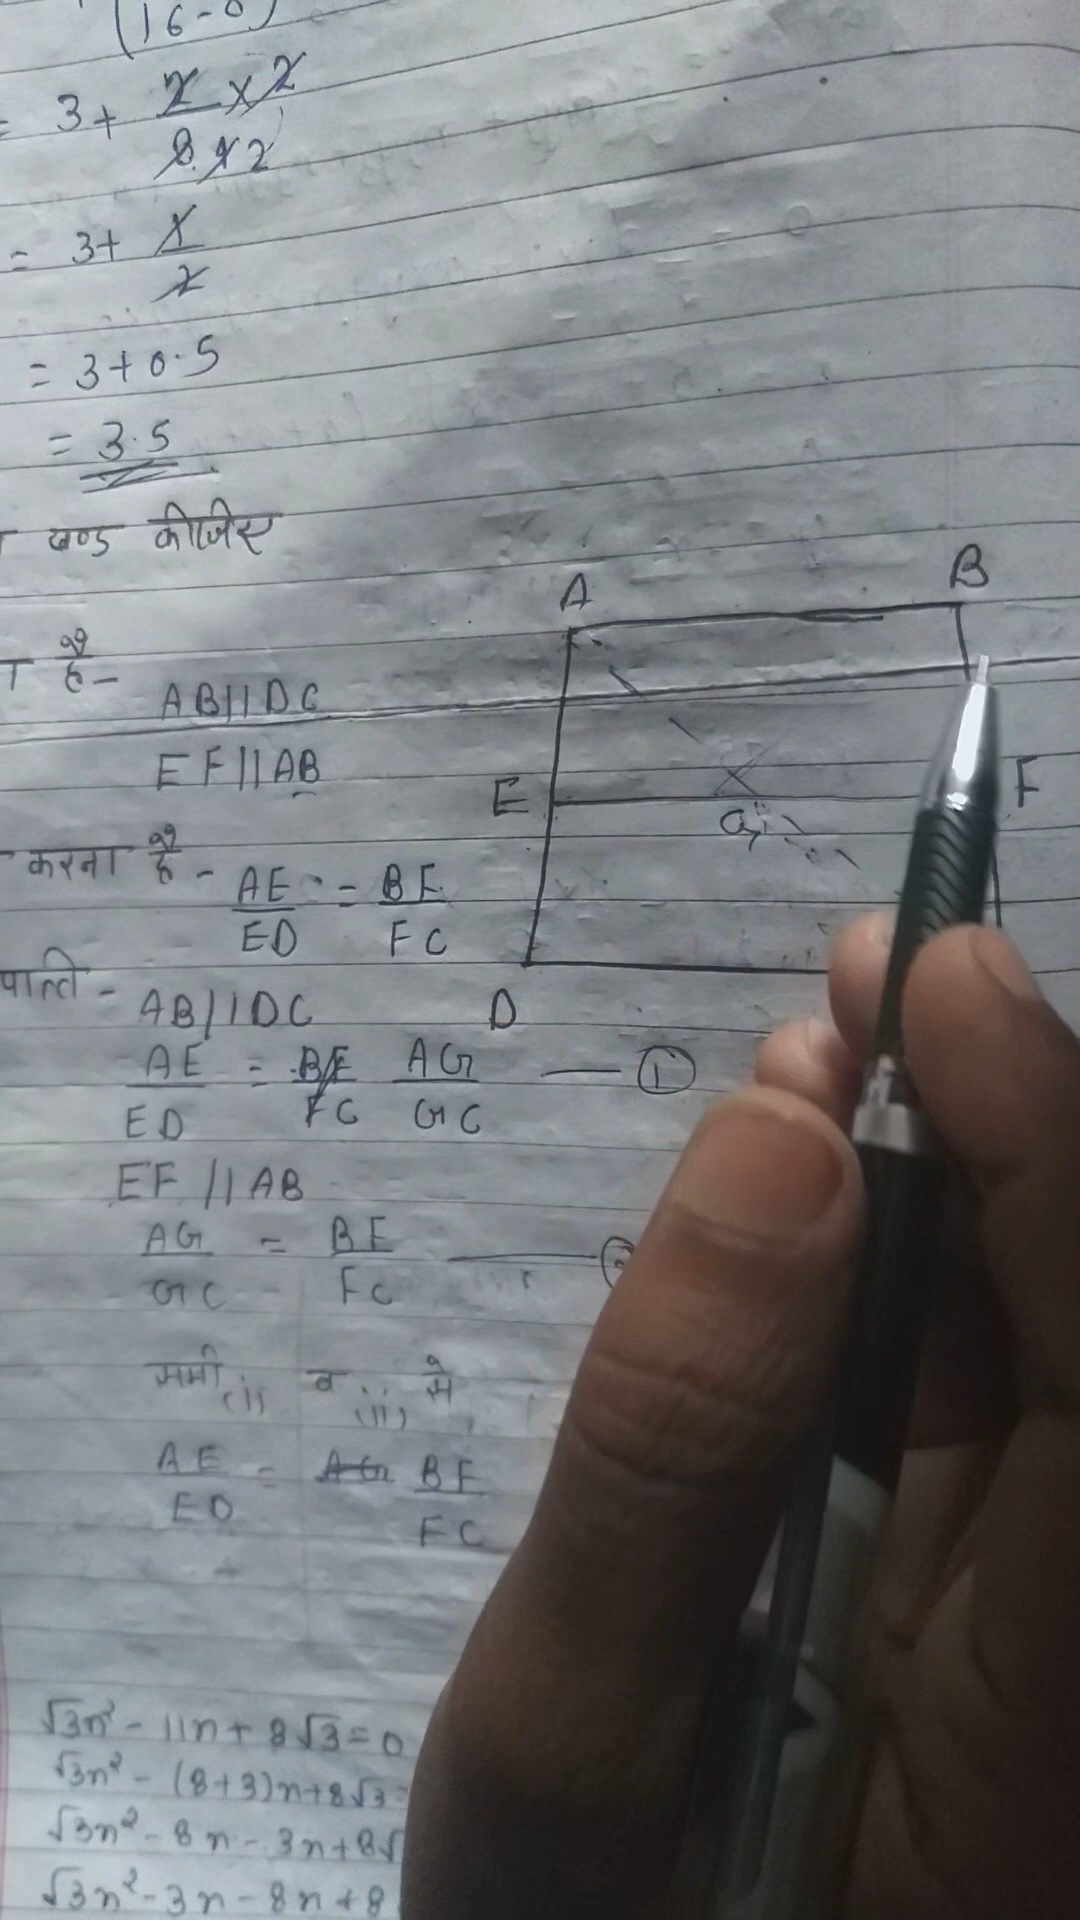 (16-0)
= 3+ 2×2
8×2
= 3+ 1
2
= 3+0.5
= 3.5
खण्ड कीजिए
A B
है-
AB||DC
EF||AB
E F
G
करना है - AE = BF
ED FC
AB||DC
D
AE = BF AG — (1)
ED FC GC
EF || AB
AG = BF
GC FC
समी (i) व (ii) से
AE = AG BF
ED FC
√3n² - 11n + 8√3 = 0
√3n² - (8+3)n+8√3 =
√3n² - 8n - 3n + 8√
√3n² - 3n - 8n + 8